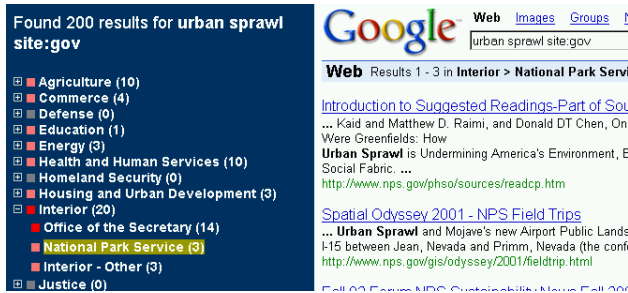 Found 200 results for urban sprawl
site:gov
Agriculture (10)
Commerce (4)
Defense (0)
Education (1)
Energy (3)
Health and Human Services (10)
Homeland Security (0)
Housing and Urban Development (3)
Interior (20)
Office of the Secretary (14)
National Park Service (3)
Interior - Other (3)
Justice (0)
Google
Web Images Groups
urban sprawl site:gov
Web Results 1 - 3 in Interior > National Park Servi
Introduction to Suggested Readings-Part of Sou
... Kaid and Matthew D. Raimi, and Donald DT Chen, On
Were Greenfields: How
Urban Sprawl is Undermining America's Environment, E
Social Fabric. ...
http://www.nps.gov/phso/sources/readcp.htm
Spatial Odyssey 2001 - NPS Field Trips
... Urban Sprawl and Mojave's new Airport Public Lands
I-15 between Jean, Nevada and Primm, Nevada (the conf
http://www.nps.gov/gis/odyssey/2001/fieldtrip.html